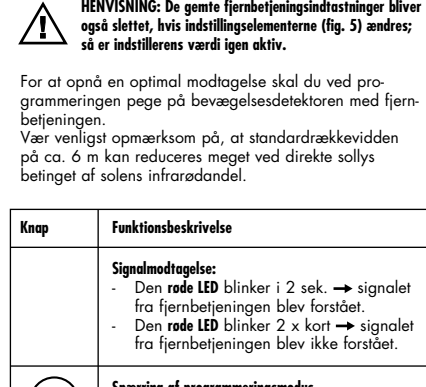 HENVISNING: De gemte fjernbetjeningsindtastninger bliver
også slettet, hvis indstillingselementerne (fig. 5) ændres;
så er indstillerens værdi igen aktiv.
For at opnå en optimal modtagelse skal du ved pro-
grammeringen pege på bevægelsesdetektoren med fjern-
betjeningen.
Vær venligst opmærksom på, at standardrækkevidden
på ca. 6 m kan reduceres meget ved direkte sollys
betinget af solens infrarødandel.
Knap Funktionsbeskrivelse
Signalmodtagelse:
- Den røde LED blinker i 2 sek. → signalet
fra fjernbetjeningen blev forstået.
- Den røde LED blinker 2 x kort → signalet
fra fjernbetjeningen blev ikke forstået.
Spærring af programmeringsmodus